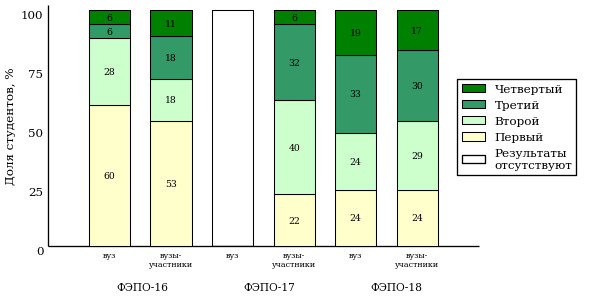 100
75
50
25
0
Доля студентов, %
6
6
28
60
11
18
18
53
6
32
40
22
19
33
24
24
17
30
29
24
вуз
вузы-
участники
вуз
вузы-
участники
вуз
вузы-
участники
ФЭПО-16
ФЭПО-17
ФЭПО-18
Четвертый
Третий
Второй
Первый
Результаты
отсутствуют